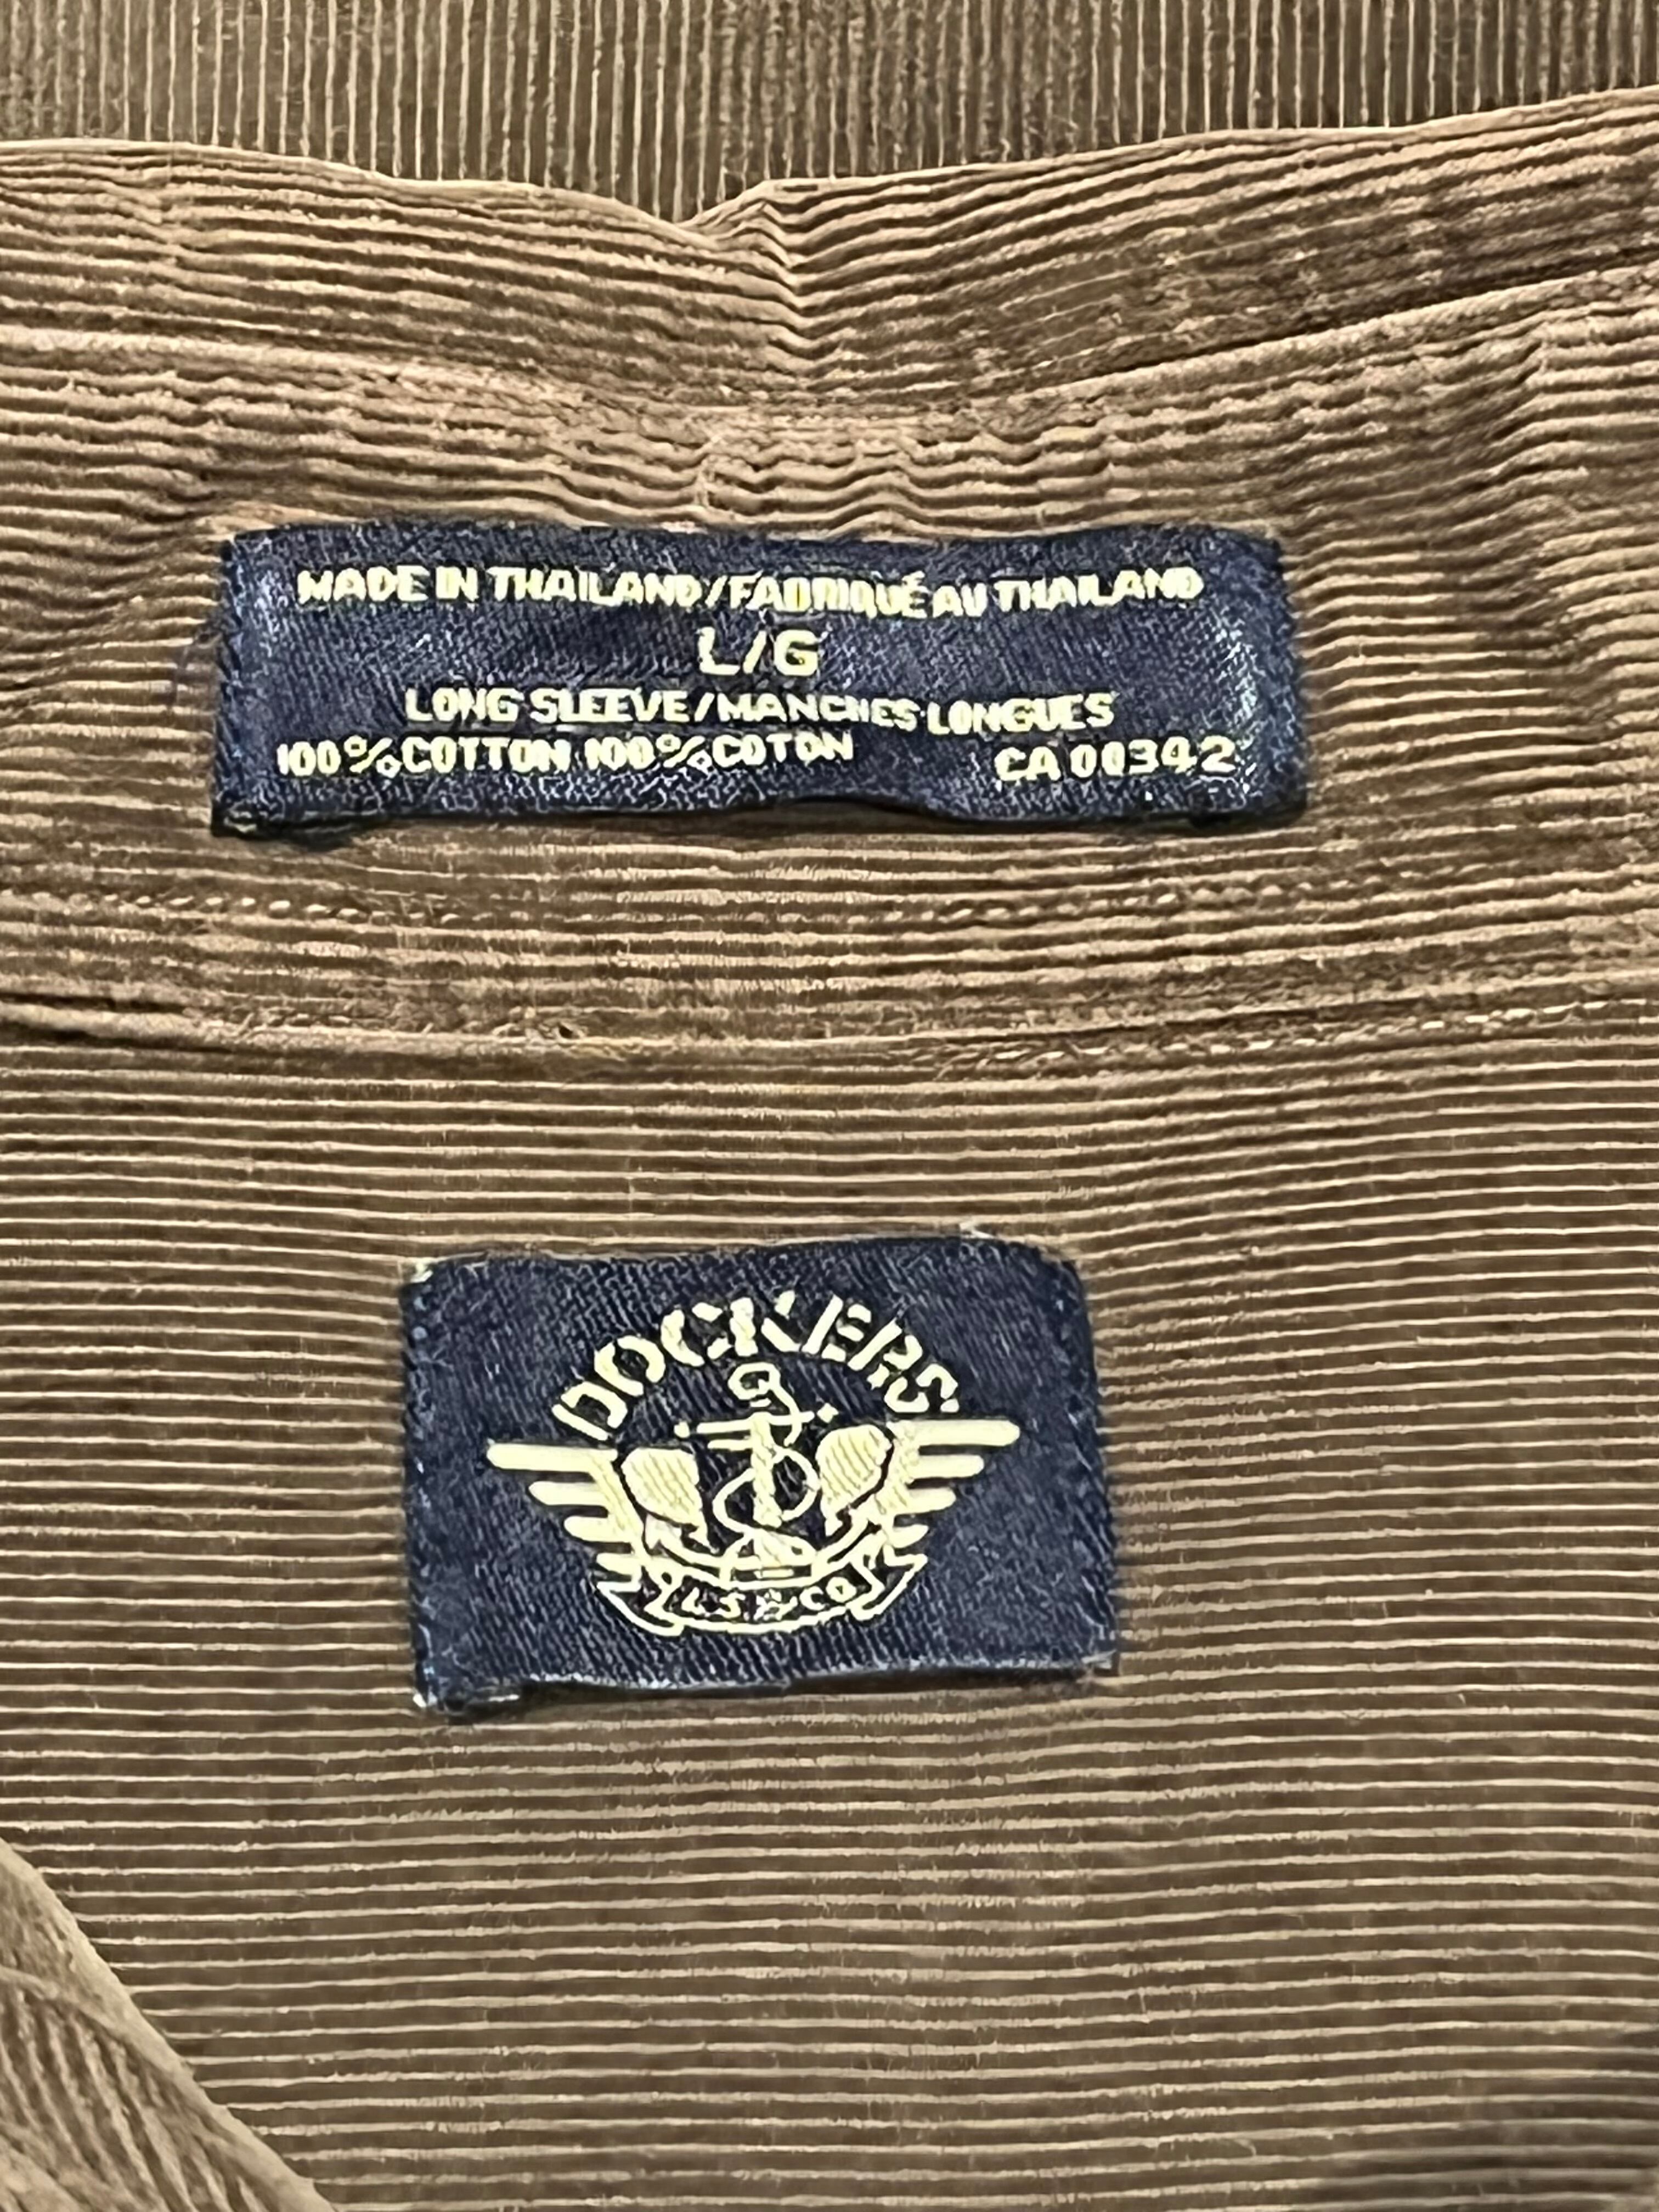 MADE IN THAILAND/FABRIQUÉ AU THAILAND
L/G
LONG SLEEVE/MANCHES LONGUES
100% COTTON 100% COTON CA 00342
DOCKERS
L.S. & CO.